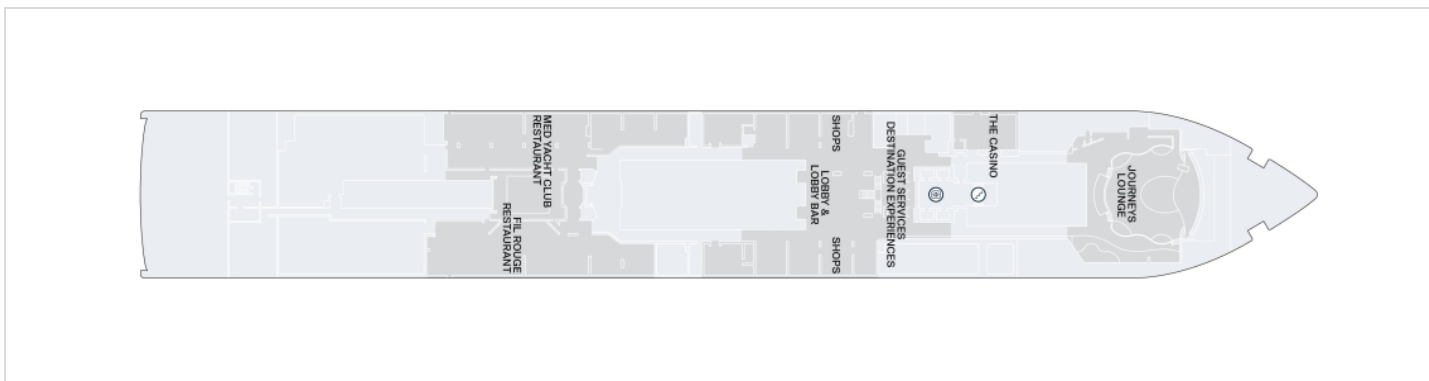 MED YACHT CLUB
RESTAURANT
FIL ROUGE
RESTAURANT
SHOPS
LOBBY &
LOBBY BAR
SHOPS
GUEST SERVICES
DESTINATION EXPERIENCES
THE CASINO
JOURNEYS
LOUNGE